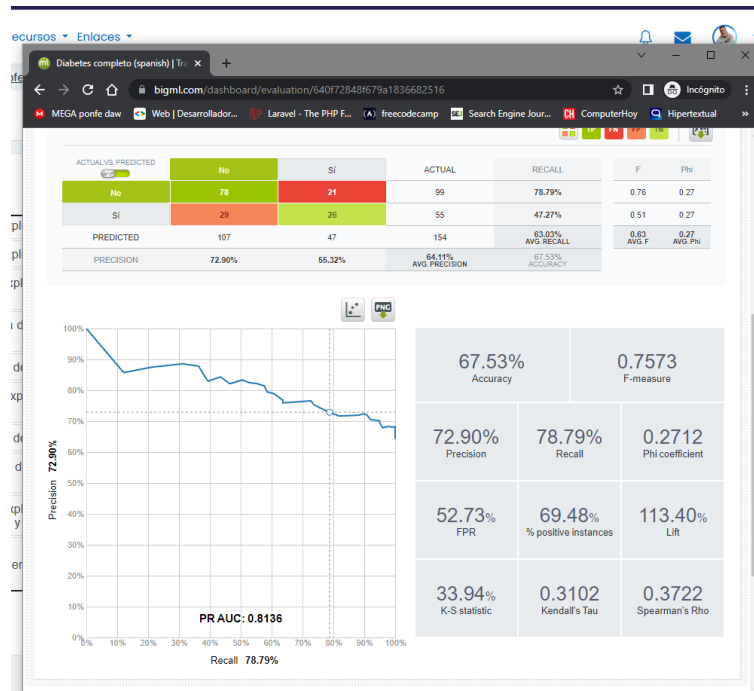 ecursos Enlaces
Diabetes completo (spanish) | Tra
bigml.com/dashboard/evaluation/640f72848f679a1836682516
Incógnito
MEGA ponfe daw Web | Desarrollador... Laravel - The PHP F... freecodecamp Search Engine Jour... ComputerHoy Hipertextual »
TP FN FP TN
ACTUAL VS. PREDICTED No Sí ACTUAL RECALL F Phi
No 78 21 99 78.79% 0.76 0.27
Sí 29 26 55 47.27% 0.51 0.27
PREDICTED 107 47 154 63.03% AVG. RECALL 0.63 AVG. F 0.27 AVG. Phi
PRECISION 72.90% 55.32% 64.11% AVG. PRECISION 67.53% ACCURACY
PNG
100%
90%
80%
70%
60%
50%
40%
30%
20%
10%
0%
Precision 72.90%
PR AUC: 0.8136
0% 10% 20% 30% 40% 50% 60% 70% 80% 90% 100%
Recall 78.79%
67.53% 0.7573
Accuracy F-measure
72.90% 78.79% 0.2712
Precision Recall Phi coefficient
52.73% 69.48% 113.40%
FPR % positive instances Lift
33.94% 0.3102 0.3722
K-S statistic Kendall's Tau Spearman's Rho